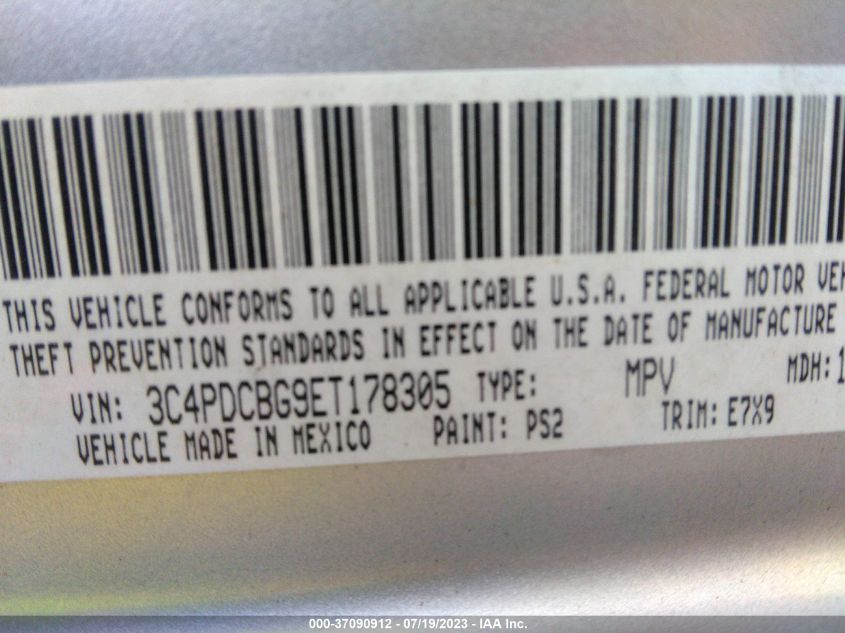 THIS VEHICLE CONFORMS TO ALL APPLICABLE U.S.A. FEDERAL MOTOR VEH
THEFT PREVENTION STANDARDS IN EFFECT ON THE DATE OF MANUFACTURE
VIN: 3C4PDCBG9ET178305 TYPE: MPV MDH: 1
VEHICLE MADE IN MEXICO PAINT: PS2 TRIM: E7X9
000-37090912 - 07/19/2023 - IAA Inc.